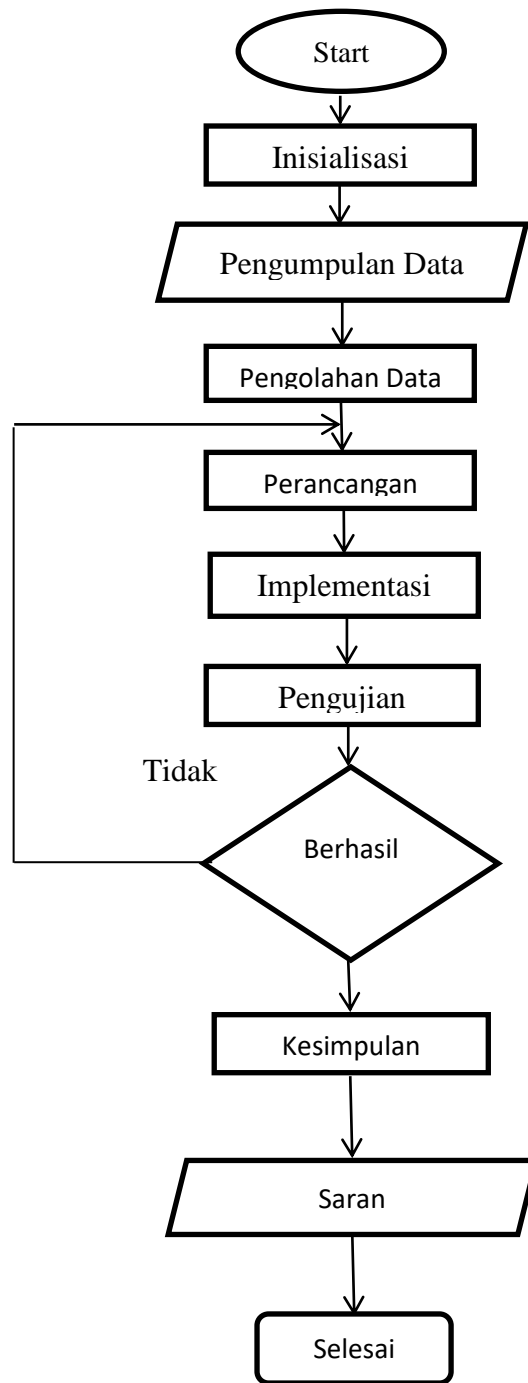 Start
Inisialisasi
Pengumpulan Data
Pengolahan Data
Perancangan
Implementasi
Pengujian
Tidak
Berhasil
Kesimpulan
Saran
Selesai